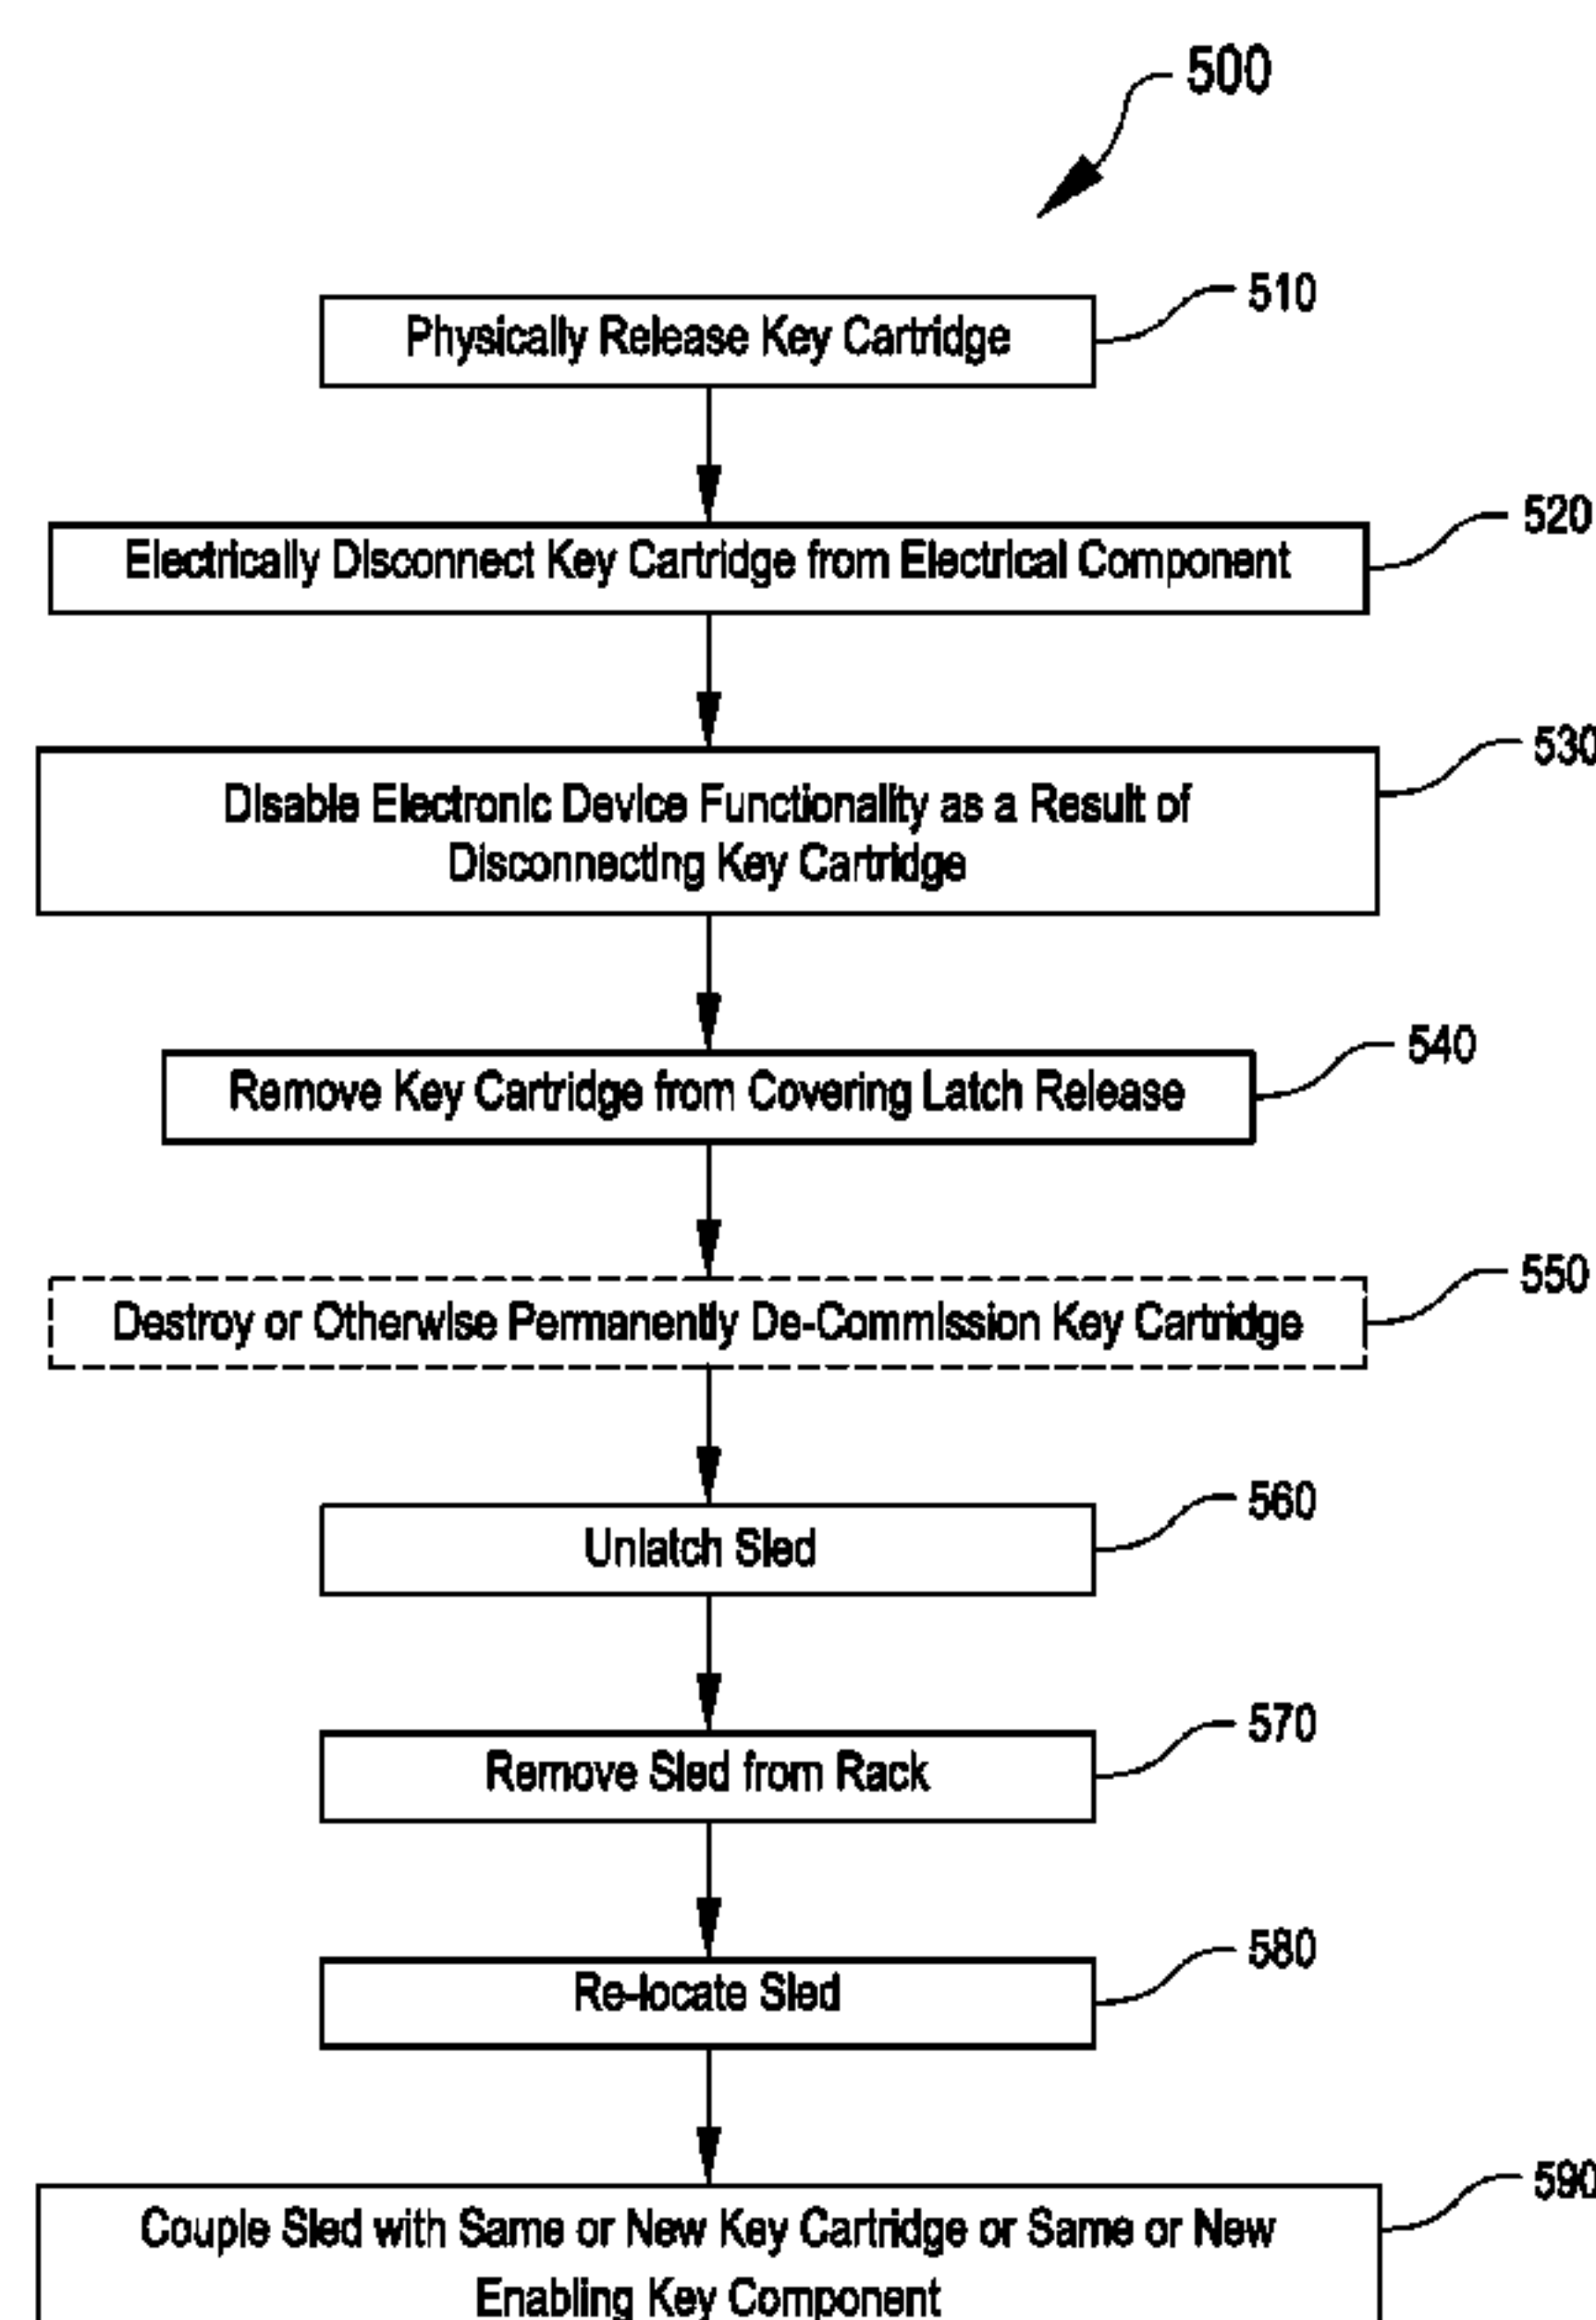 500
510
Physically Release Key Cartridge
520
Electrically Disconnect Key Cartridge from Electrical Component
530
Disable Electronic Device Functionality as a Result of
Disconnecting Key Cartridge
540
Remove Key Cartridge from Covering Latch Release
550
Destroy or Otherwise Permanently De-Commission Key Cartridge
560
Unlatch Sled
570
Remove Sled from Rack
580
Re-locate Sled
590
Couple Sled with Same or New Key Cartridge or Same or New
Enabling Key Component